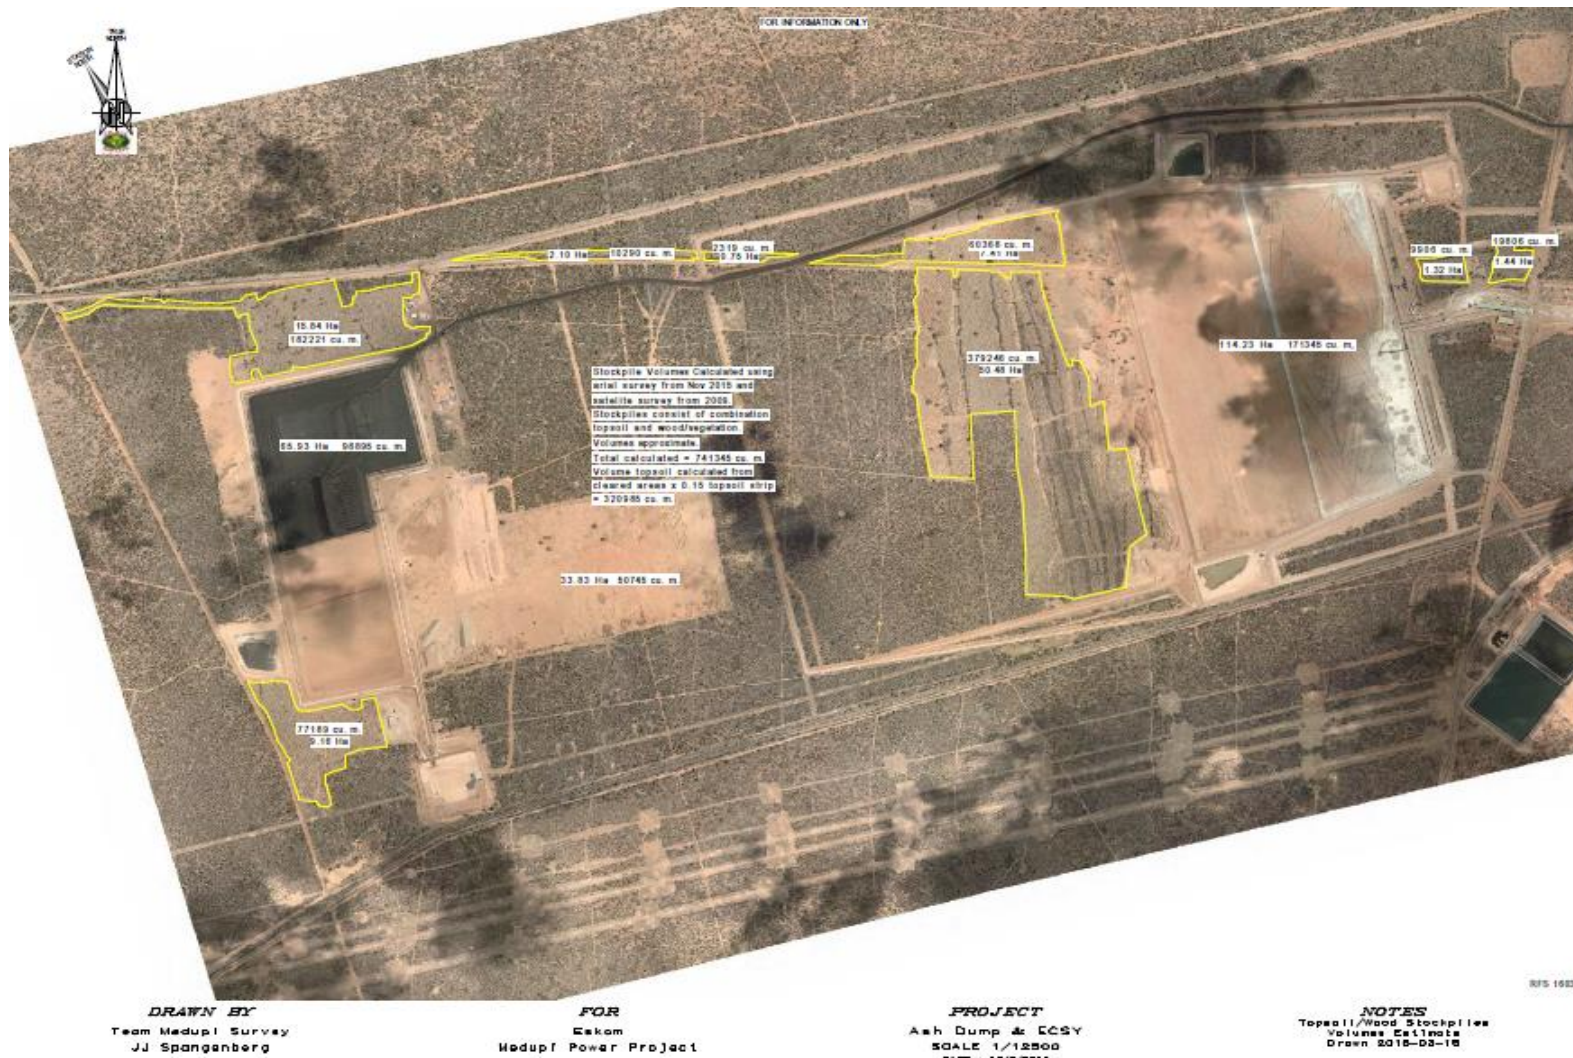 FOR INFORMATION ONLY
TRUE
NORTH
STATION
NORTH
2.10 Ha 10290 cu. m.
2319 cu. m.
0.75 Ha
60368 cu. m.
7.41 Ha
9906 cu. m.
1.32 Ha
19806 cu. m.
1.44 Ha
15.84 Ha
182221 cu. m.
114.23 Ha 171345 cu. m.
379246 cu. m.
50.48 Ha
Stockpile Volumes Calculated using
arial survey from Nov 2015 and
satellite survey from
Stockpiles consist of combination
topsoil and wood/vegetation.
Volumes approximate.
Total calculated = 741345 cu. m.
Volume topsoil calculated from
cleared areas x 0.15 topsoil strip
= 320985 cu. m.
65.93 Ha 98895 cu. m.
33.83 Ha 50745 cu. m.
77189 cu. m.
9.16 Ha
DRAWN BY
Team Medupi Survey
JJ Spangenberg
FOR
Eskom
Medupi Power Project
PROJECT
Ash Dump & ECSY
SCALE 1/12500
NOTES
Topsoil/Wood Stockpiles
Volumes Estimate
Drawn 2016-03-16